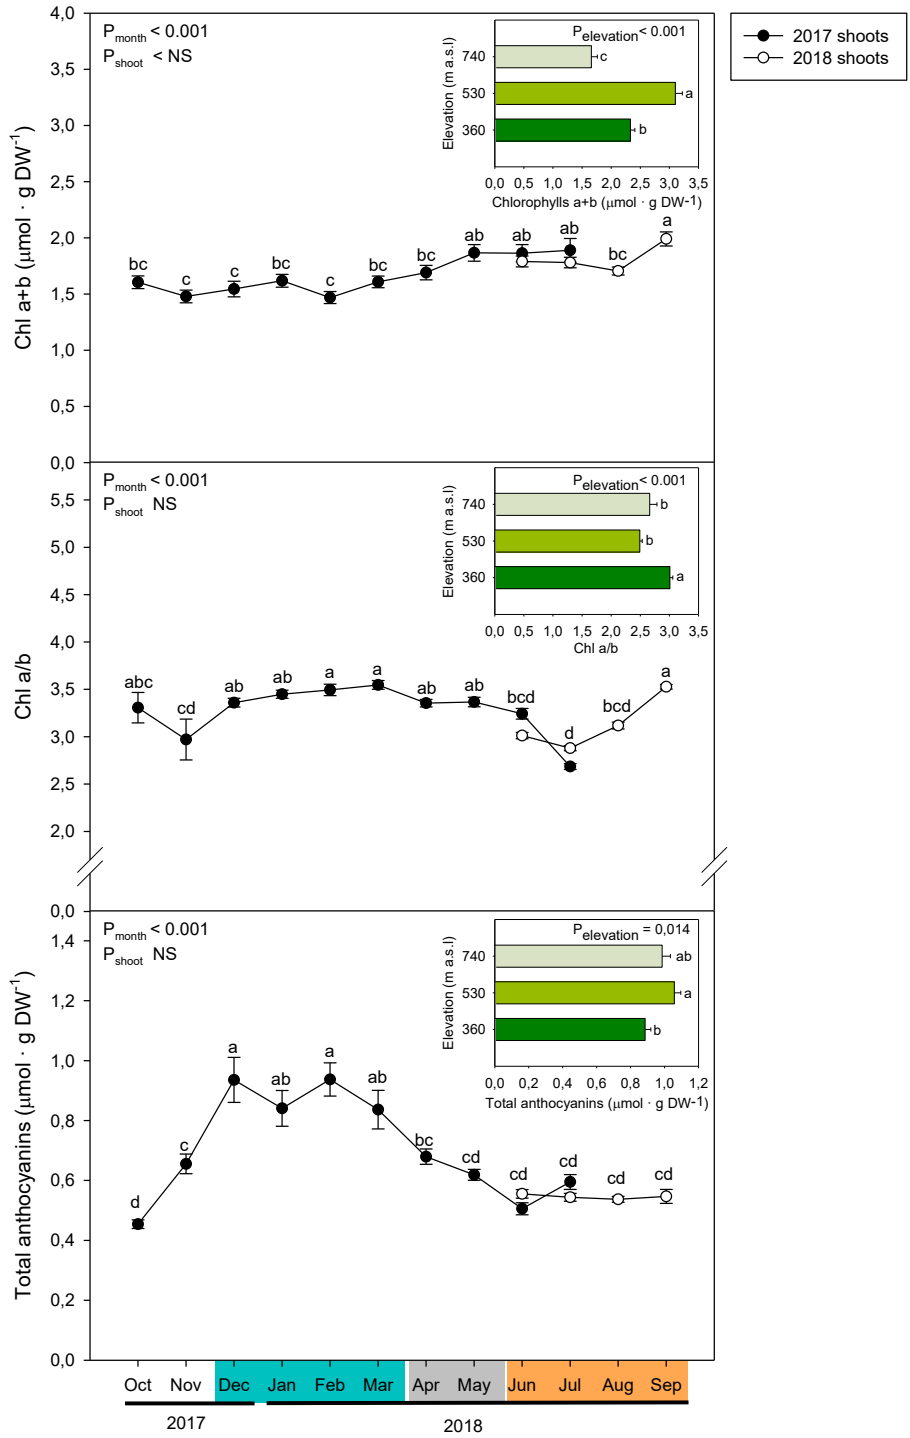 2017 shoots
2018 shoots
Chl a+b (μmol · g DW-1)
4,0
3,5
3,0
2,5
2,0
1,5
1,0
0,5
0,0
Pmonth < 0.001
Pshoot < NS
bc
c
c
bc
c
bc
bc
ab
ab
ab
bc
a
Pelevation < 0.001
Elevation (m a.s.l)
740
530
360
c
a
b
0,0 0,5 1,0 1,5 2,0 2,5 3,0 3,5
Chlorophylls a+b (μmol · g DW-1)
Chl a/b
5,5
5,0
4,5
4,0
3,5
3,0
2,5
2,0
0,0
Pmonth < 0.001
Pshoot NS
abc
cd
ab
ab
a
a
ab
ab
bcd
d
bcd
a
Pelevation < 0.001
Elevation (m a.s.l)
740
530
360
b
b
a
0,0 0,5 1,0 1,5 2,0 2,5 3,0 3,5
Chl a/b
Total anthocyanins (μmol · g DW-1)
1,4
1,2
1,0
0,8
0,6
0,4
0,2
0,0
Pmonth < 0.001
Pshoot NS
d
c
a
ab
a
ab
bc
cd
cd
cd
cd
cd
Pelevation = 0,014
Elevation (m a.s.l)
740
530
360
ab
a
b
0,0 0,2 0,4 0,6 0,8 1,0 1,2
Total anthocyanins (μmol · g DW-1)
Oct Nov Dec Jan Feb Mar Apr May Jun Jul Aug Sep
2017 2018